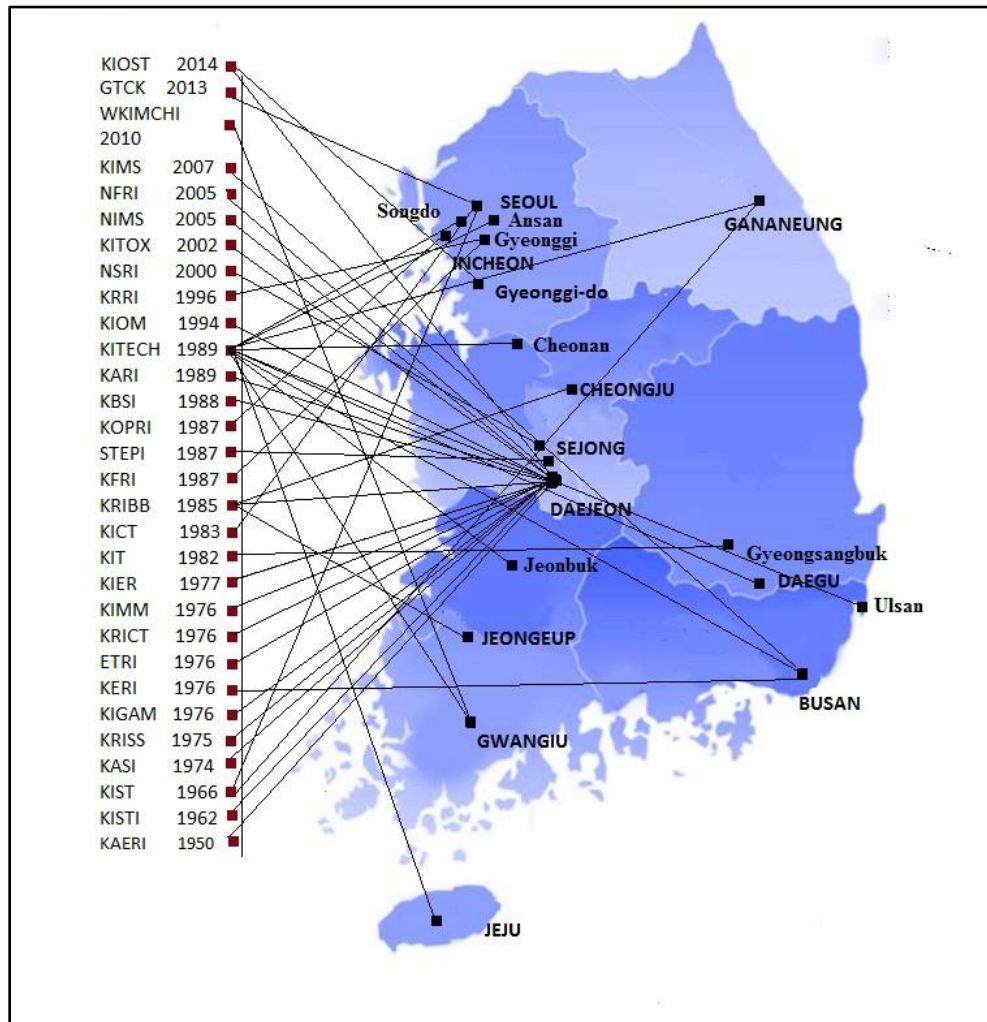 KIOST 2014
GTCK 2013
WKIMCHI
2010
KIMS 2007
NFRI 2005
NIMS 2005
KITOX 2002
NSRI 2000
KRRI 1996
KIOM 1994
KITECH 1989
KARI 1989
KBSI 1988
KOPRI 1987
STEPI 1987
KFRI 1987
KRIBB 1985
KICT 1983
KIT 1982
KIER 1977
KIMM 1976
KRICT 1976
ETRI 1976
KERI 1976
KIGAM 1976
KRISS 1975
KASI 1974
KIST 1966
KISTI 1962
KAERI 1950
SEOUL
Songdo
Ansan
GANANEUNG
Gyeonggi
INCHEON
Gyeonggi-do
Cheonan
CHEONGJU
SEJONG
DAEJEON
Gyeongsangbuk
Jeonbuk
DAEGU
Ulsan
JEONGEUP
BUSAN
GWANGIU
JEJU